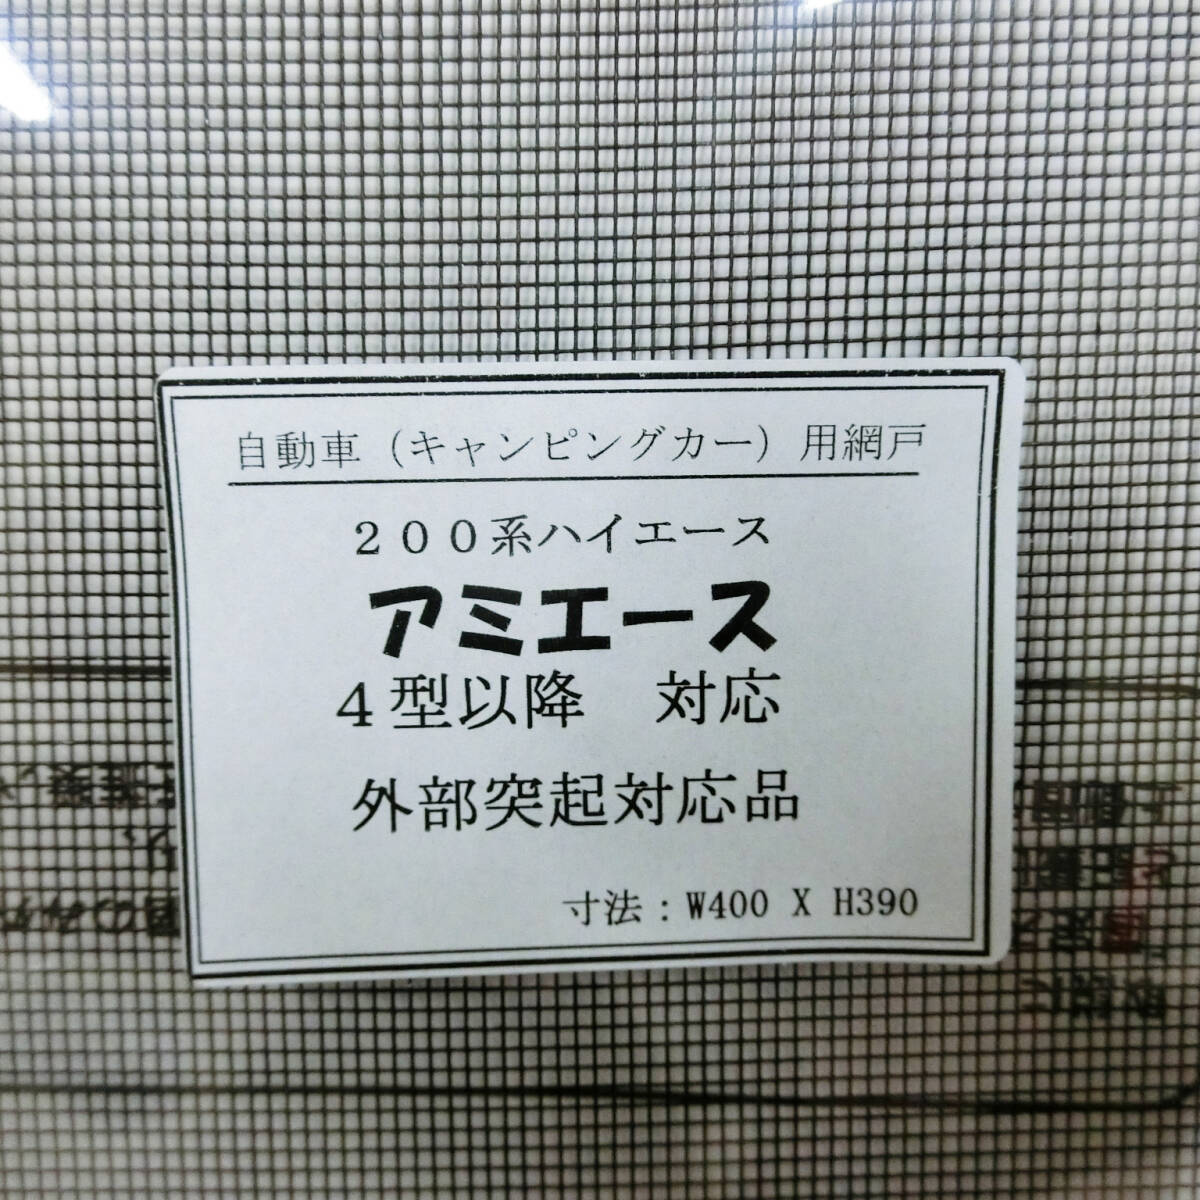 自動車（キャンピングカー）用網戸
２００系ハイエース
アミエース
４型以降　対応
外部突起対応品
寸法：W400 X H390